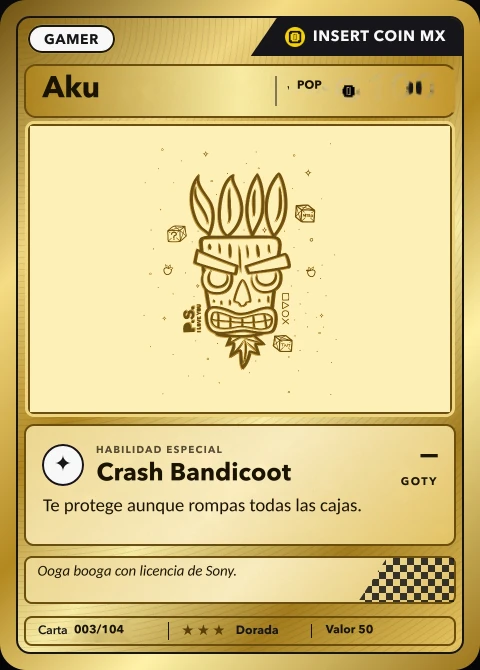 GAMER
INSERT COIN MX
Aku
POP
P.S.
I LOVE YOU
HABILIDAD ESPECIAL
Crash Bandicoot
—
GOTY
Te protege aunque rompas todas las cajas.
Ooga booga con licencia de Sony.
Carta 003/104
★★★ Dorada
Valor 50